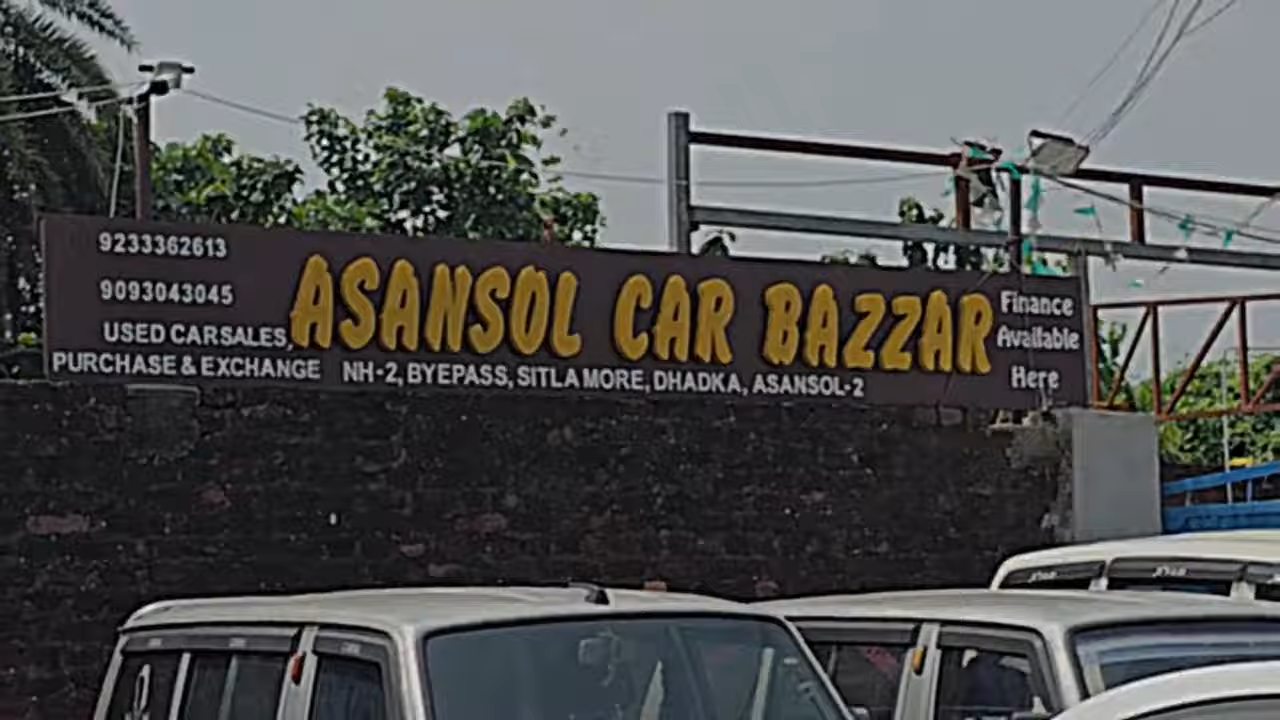 9233362613
9093043045
USED CAR SALES,
PURCHASE & EXCHANGE
ASANSOL CAR BAZZAR
NH-2, BYEPASS, SITLA MORE, DHADKA, ASANSOL-2
Finance
Available
Here